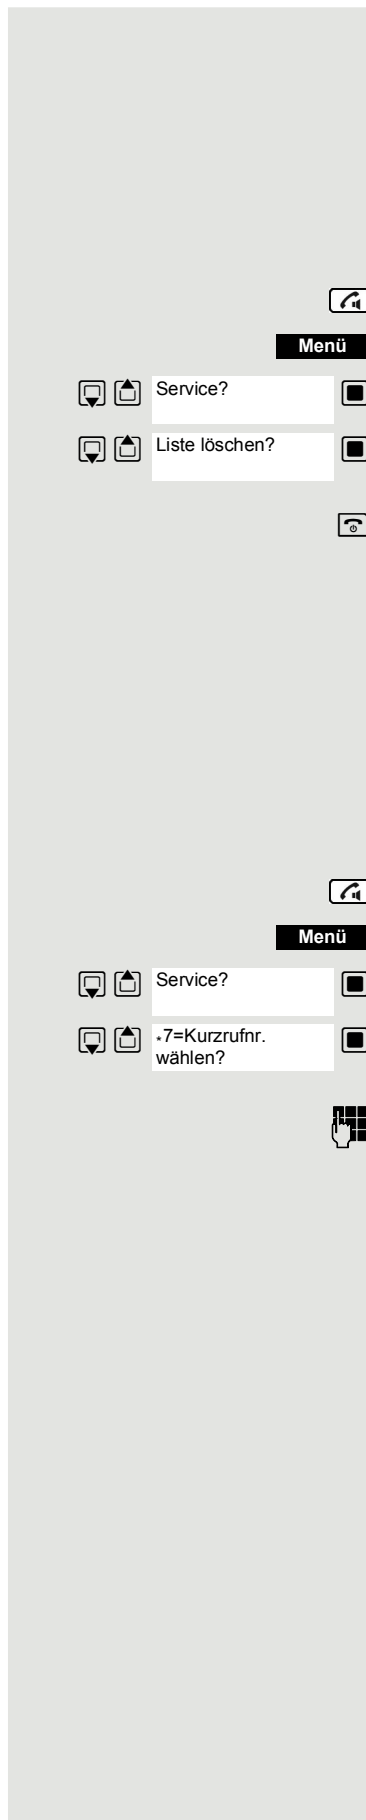 Menü
Service?
Liste löschen?
Menü
Service?
*7=Kurzrufnr.
wählen?